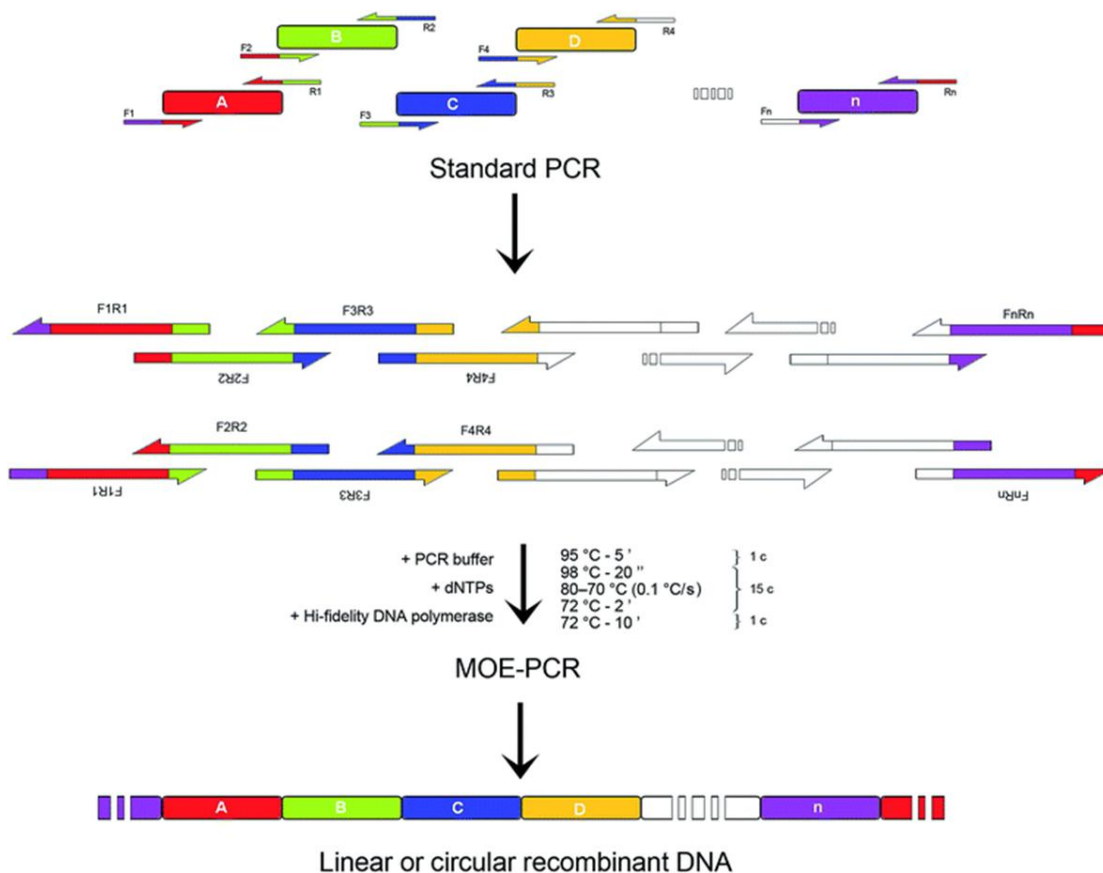 R2
R4
B
D
F2
F4
R1
R3
Rn
A
C
n
F1
F3
Fn
Standard PCR
F1R1
F3R3
FnRn
F2R2
F4R4
F2R2
F4R4
F1R1
F3R3
FnRn
+ PCR buffer
+ dNTPs
+ Hi-fidelity DNA polymerase
95 °C - 5 ' } 1 c
98 °C - 20 "
80–70 °C (0.1 °C/s) } 15 c
72 °C - 2 '
72 °C - 10 ' } 1 c
MOE-PCR
A B C D n
Linear or circular recombinant DNA